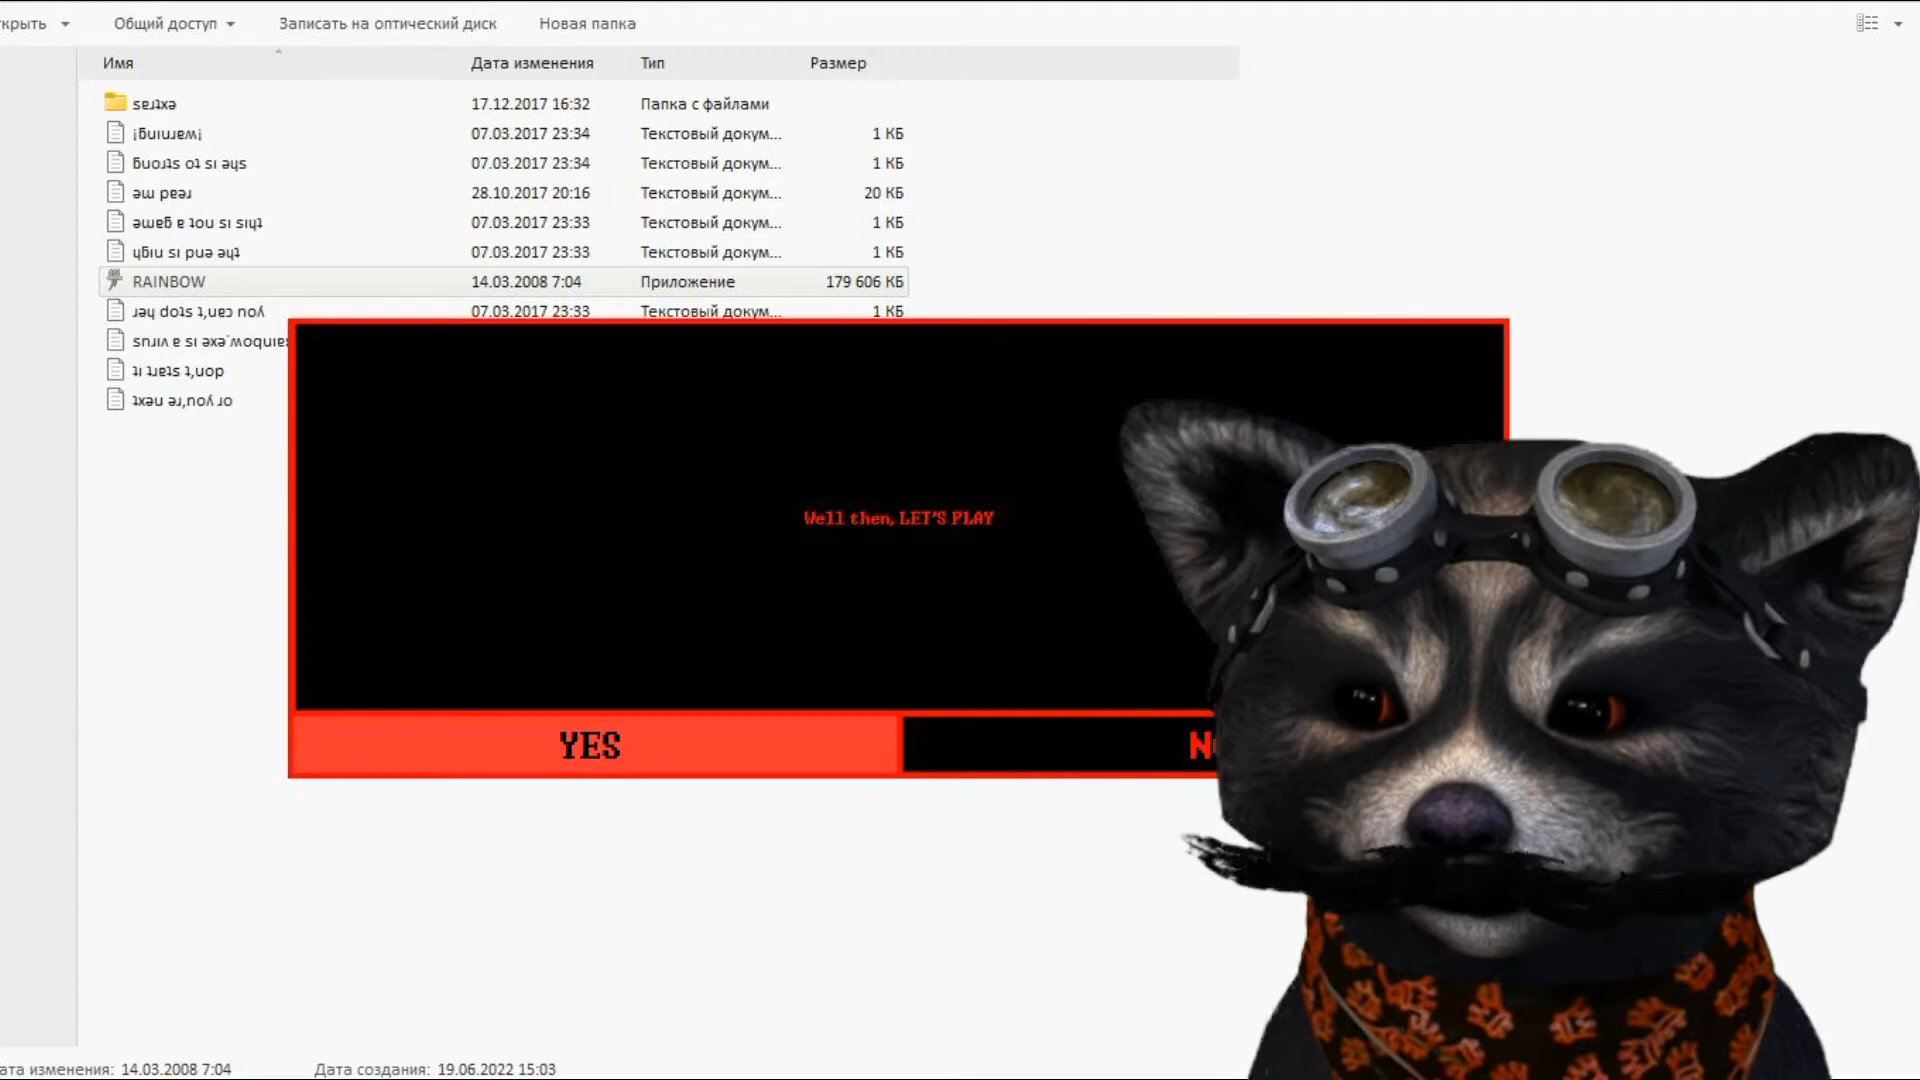 крыть Общий доступ Записать на оптический диск Новая папка
Имя Дата изменения Тип Размер
sɐɹʇxǝ 17.12.2017 16:32 Папка с файлами
¡ƃuıuɹɐʍ¡ 07.03.2017 23:34 Текстовый докум... 1 КБ
ƃuoɹʇs oʇ sı ǝɥs 07.03.2017 23:34 Текстовый докум... 1 КБ
ǝɯ pɐǝɹ 28.10.2017 20:16 Текстовый докум... 20 КБ
ǝɯɐƃ ɐ ʇou sı sıɥʇ 07.03.2017 23:33 Текстовый докум... 1 КБ
ɥƃıu sı puǝ ǝɥʇ 07.03.2017 23:33 Текстовый докум... 1 КБ
RAINBOW 14.03.2008 7:04 Приложение 179 606 КБ
ɹǝɥ doʇs ʇ,uɐɔ noʎ 07.03.2017 23:33 Текстовый докум... 1 КБ
snɹıʌ ɐ sı ǝxǝ˙ʍoquıɐ
ʇı ʇɹɐʇs ʇ,uop
ʇxǝu ǝɹ,noʎ ɹo
Well then, LET'S PLAY
YES
ата изменения: 14.03.2008 7:04 Дата создания: 19.06.2022 15:03